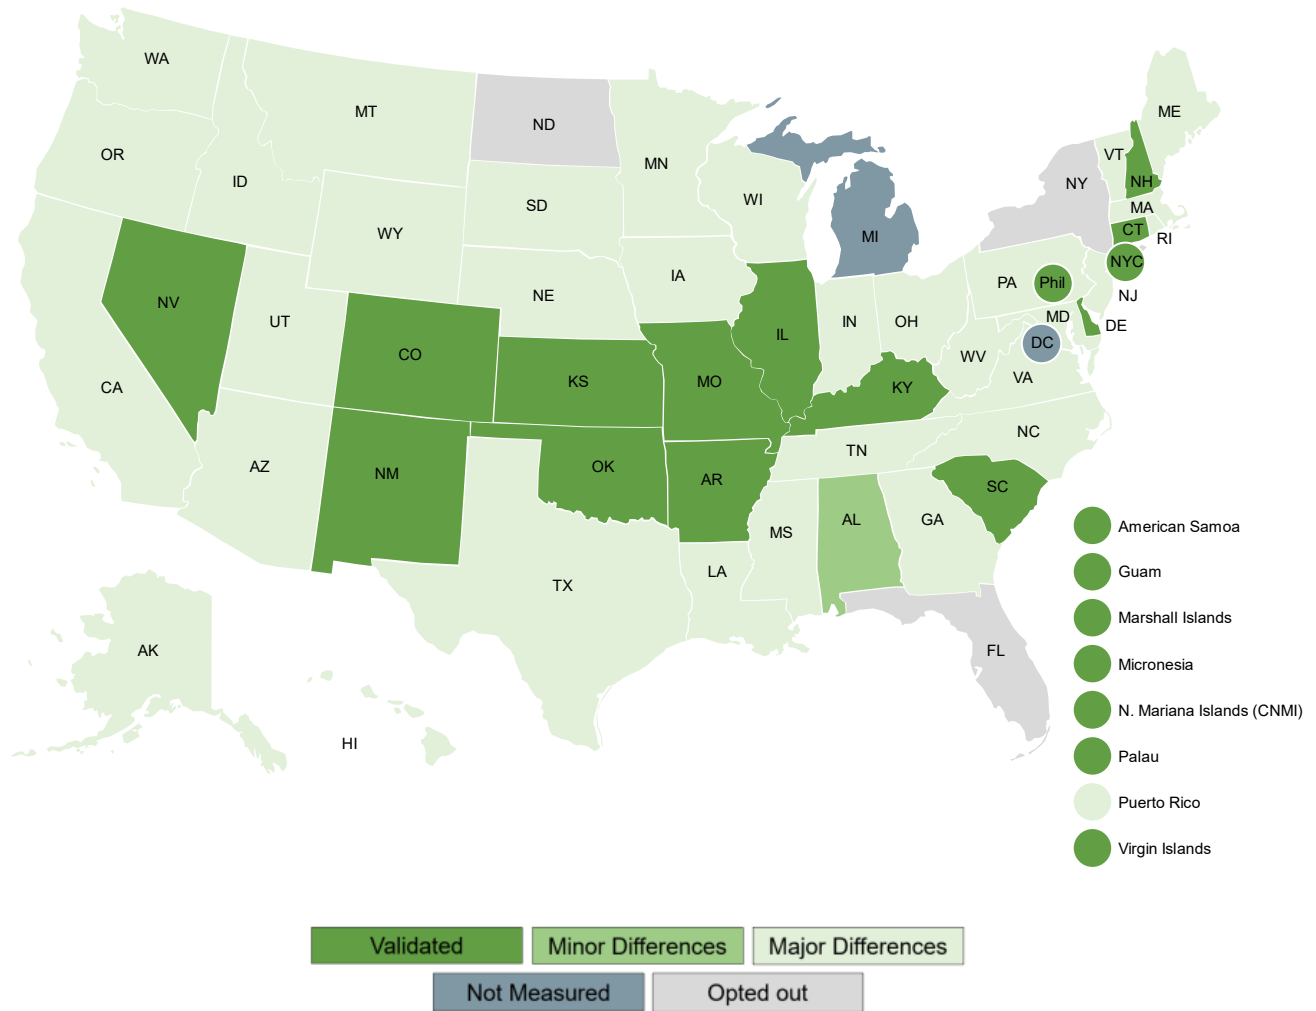 WA
MT
ND
ME
OR
ID
MN
VT
NH
NY
WI
SD
WY
MA
CT
RI
MI
NYC
IA
PA
Phil
NJ
NE
NV
UT
IN
OH
MD
DE
IL
DC
CO
WV
VA
CA
KS
MO
KY
NC
TN
AZ
NM
OK
AR
SC
MS
AL
GA
American Samoa
LA
Guam
TX
Marshall Islands
AK
FL
Micronesia
N. Mariana Islands (CNMI)
HI
Palau
Puerto Rico
Virgin Islands
Validated
Minor Differences
Major Differences
Not Measured
Opted out